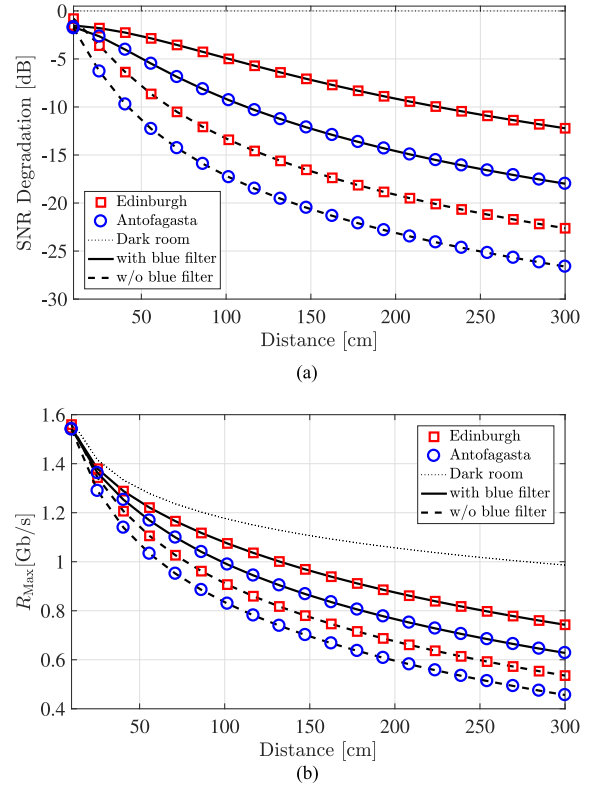 0
-5
-10
-15
-20
-25
-30
SNR Degradation [dB]
Edinburgh
Antofagasta
Dark room
with blue filter
w/o blue filter
50
100
150
200
250
300
Distance [cm]
(a)
1.6
1.4
1.2
1
0.8
0.6
0.4
R_Max[Gb/s]
Edinburgh
Antofagasta
Dark room
with blue filter
w/o blue filter
50
100
150
200
250
300
Distance [cm]
(b)